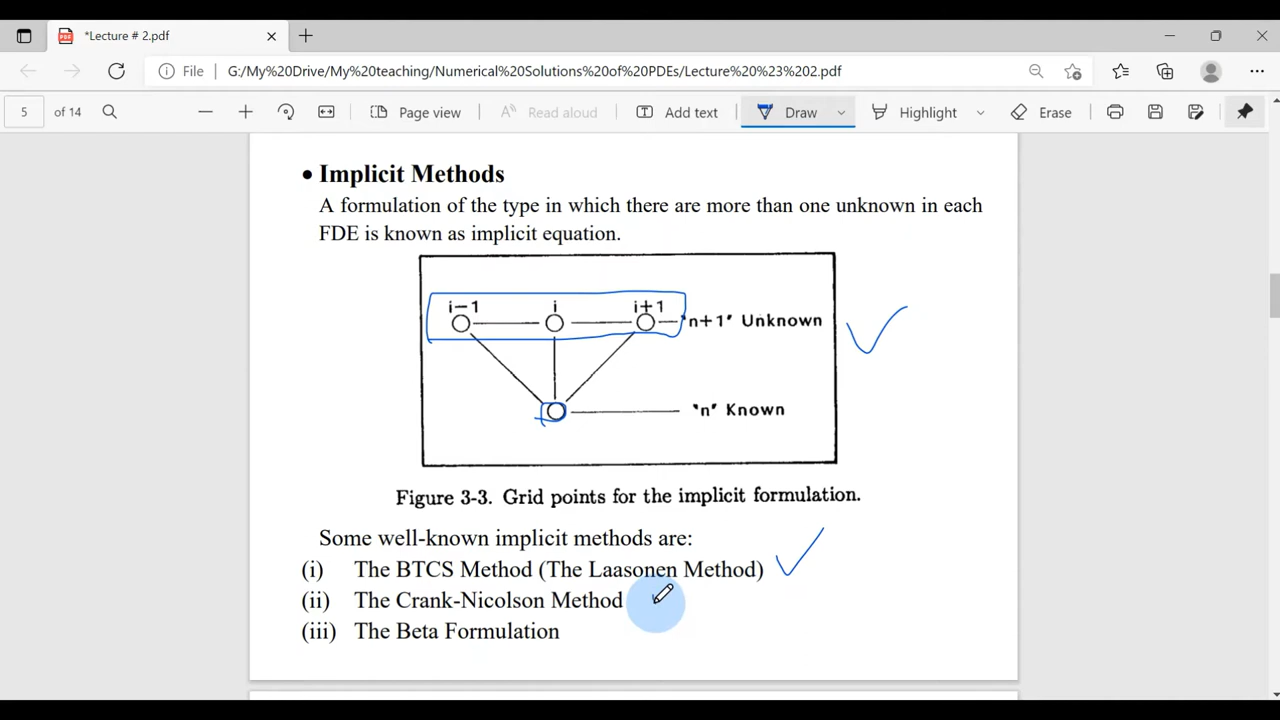 *Lecture # 2.pdf
File G:/My%20Drive/My%20teaching/Numerical%20Solutions%20of%20PDEs/Lecture%20%23%202.pdf
5 of 14 Page view Read aloud Add text Draw Highlight Erase
• Implicit Methods
A formulation of the type in which there are more than one unknown in each
FDE is known as implicit equation.
i−1 i i+1
"n+1" Unknown
"n" Known
Figure 3-3. Grid points for the implicit formulation.
Some well-known implicit methods are:
(i) The BTCS Method (The Laasonen Method)
(ii) The Crank-Nicolson Method
(iii) The Beta Formulation